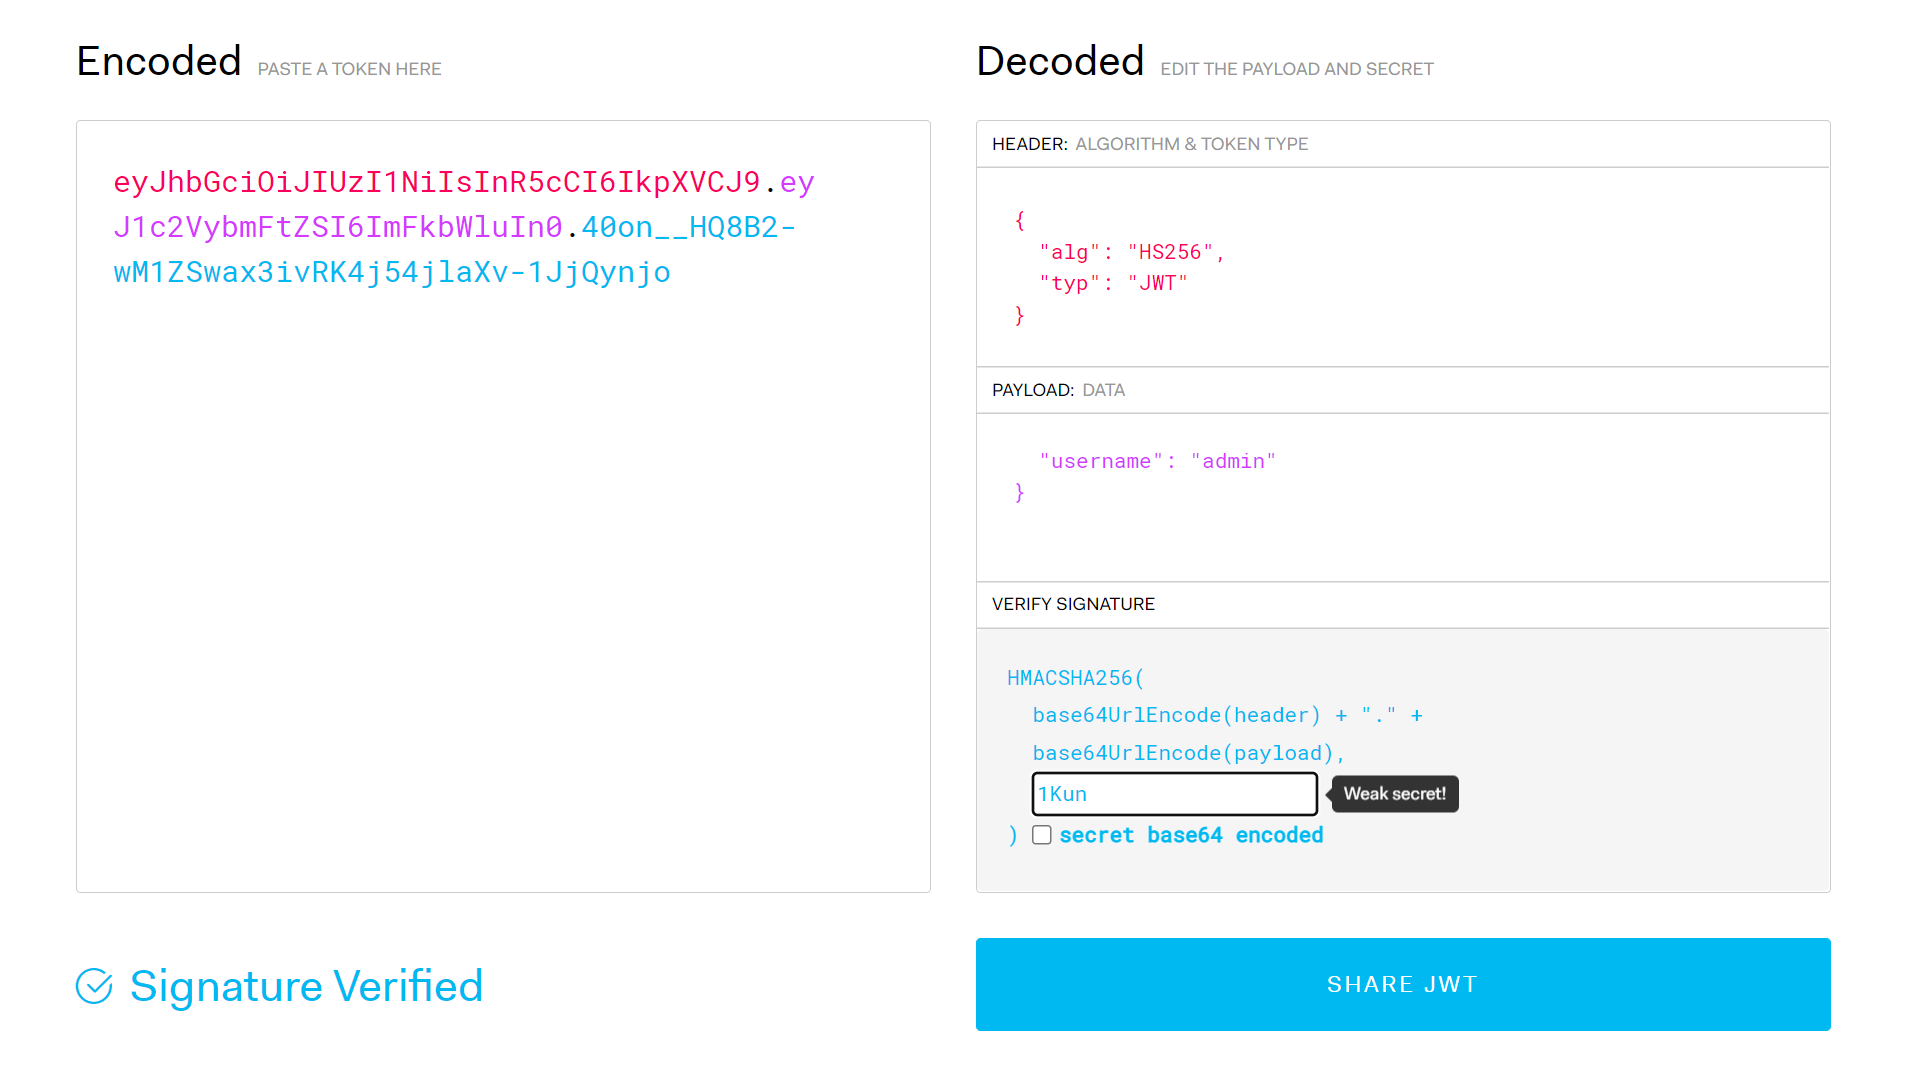 Encoded PASTE A TOKEN HERE
eyJhbGciOiJIUzI1NiIsInR5cCI6IkpXVCJ9.ey
J1c2VybmFtZSI6ImFkbWluIn0.40on__HQ8B2-
wM1ZSwax3ivRK4j54jlaXv-1JjQynjo
Signature Verified
Decoded EDIT THE PAYLOAD AND SECRET
HEADER: ALGORITHM & TOKEN TYPE
{
"alg": "HS256",
"typ": "JWT"
}
PAYLOAD: DATA
"username": "admin"
}
VERIFY SIGNATURE
HMACSHA256(
base64UrlEncode(header) + "." +
base64UrlEncode(payload),
1Kun Weak secret!
) secret base64 encoded
SHARE JWT